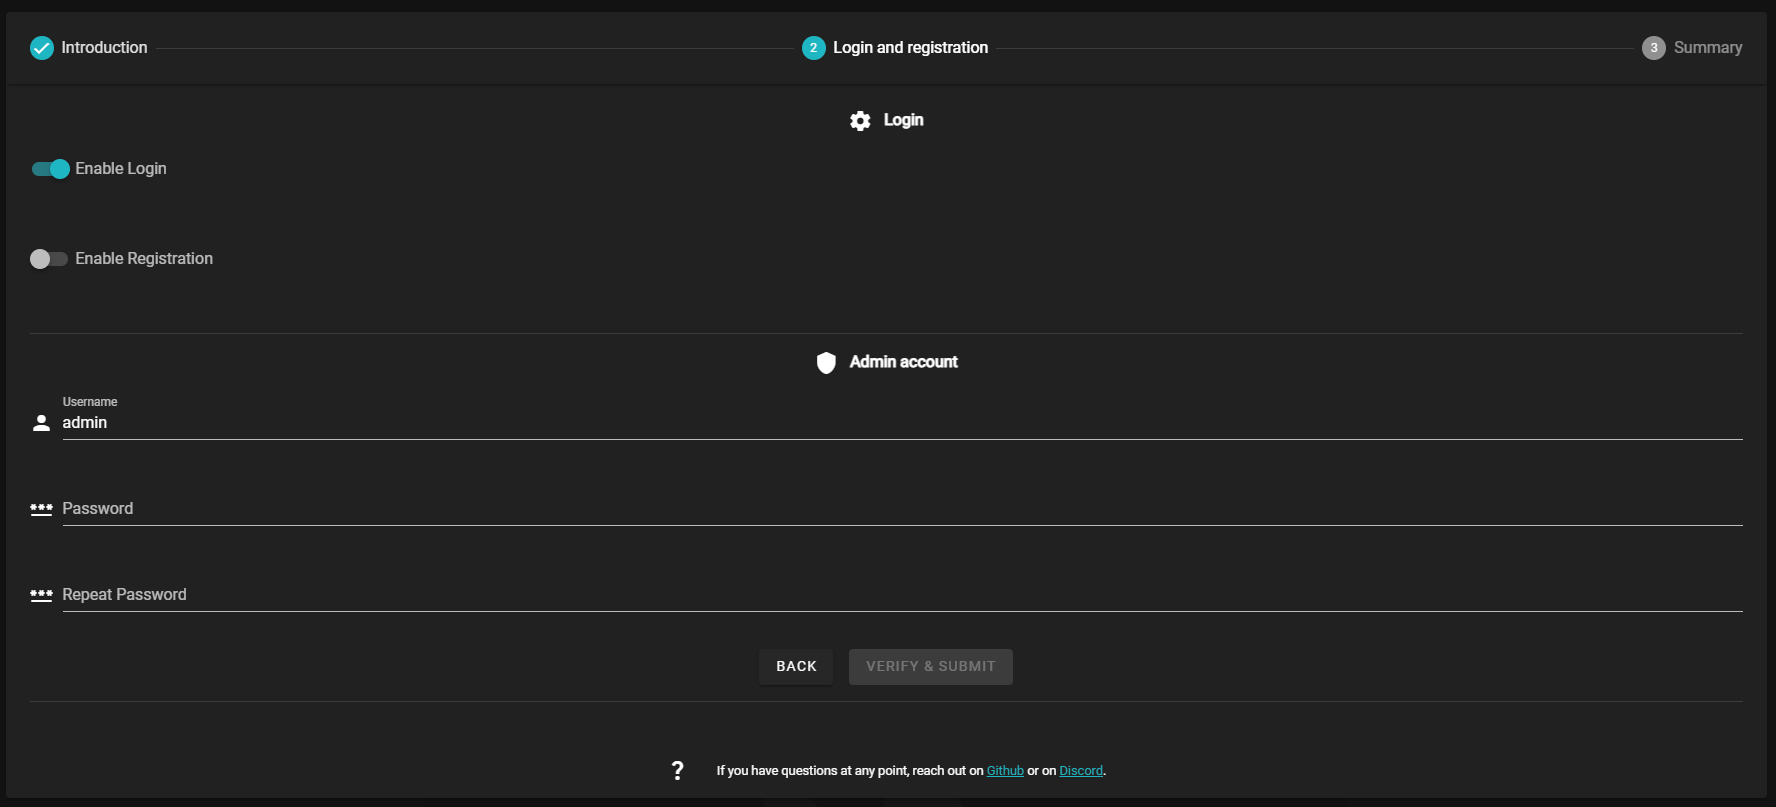 Introduction
2 Login and registration
3 Summary
Login
Enable Login
Enable Registration
Admin account
Username
admin
*** Password
*** Repeat Password
BACK VERIFY & SUBMIT
? If you have questions at any point, reach out on Github or on Discord.